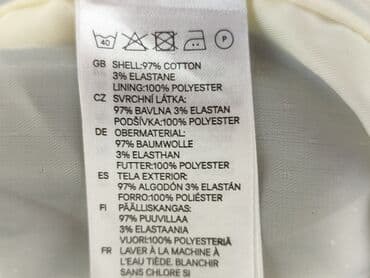 40 P
GB SHELL:97% COTTON
3% ELASTANE
LINING:100% POLYESTER
CZ SVRCHNÍ LÁTKA:
97% BAVLNA 3% ELASTAN
PODŠÍVKA:100% POLYESTER
DE OBERMATERIAL:
97% BAUMWOLLE
3% ELASTHAN
FUTTER:100% POLYESTER
ES TELA EXTERIOR:
97% ALGODÓN 3% ELASTÁN
FORRO:100% POLIÉSTER
FI PÄÄLLISKANGAS:
97% PUUVILLAA
3% ELASTAANIA
VUORI:100% POLYESTERIÄ
FR LAVER À LA MACHINE À
L'EAU TIÈDE. BLANCHIR
SANS CHLORE SI